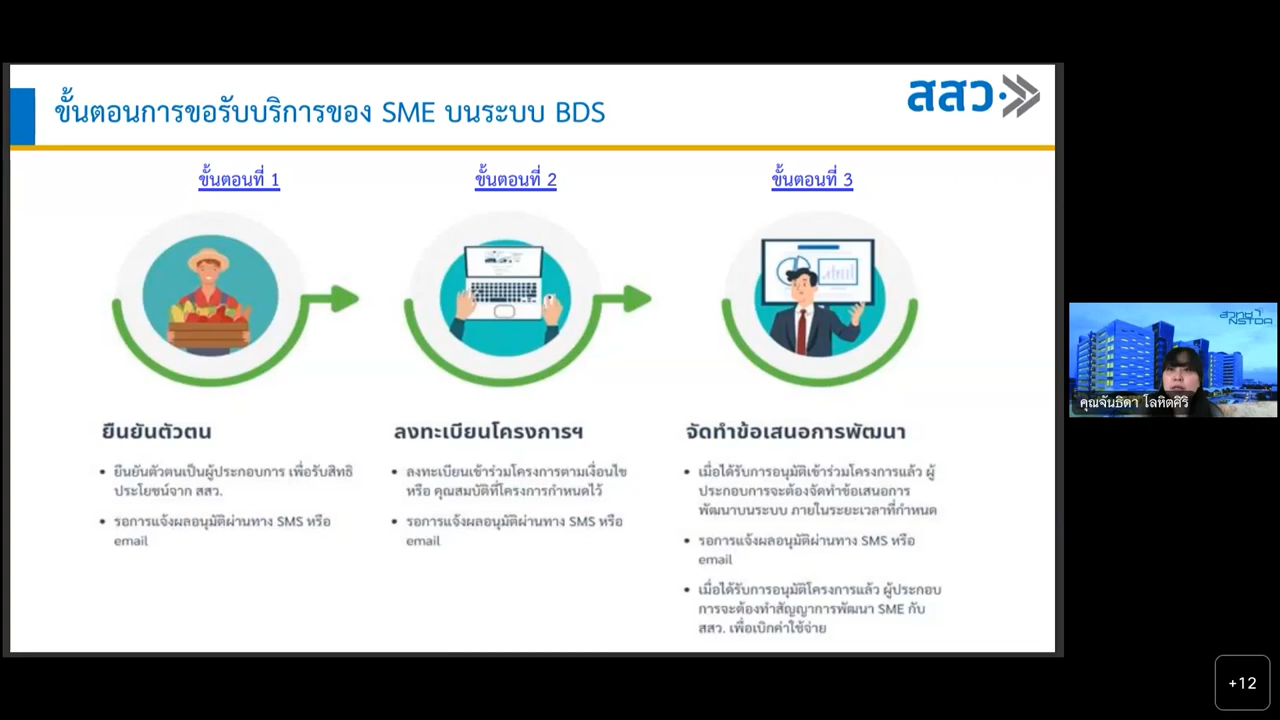 ขั้นตอนการขอรับบริการของ SME บนระบบ BDS
สสว
ขั้นตอนที่ 1
ขั้นตอนที่ 2
ขั้นตอนที่ 3
ยืนยันตัวตน
• ยืนยันตัวตนเป็นผู้ประกอบการ เพื่อรับสิทธิ
ประโยชน์จาก สสว.
• รอการแจ้งผลอนุมัติผ่านทาง SMS หรือ
email
ลงทะเบียนโครงการฯ
• ลงทะเบียนเข้าร่วมโครงการตามเงื่อนไข
หรือ คุณสมบัติที่โครงการกำหนดไว้
• รอการแจ้งผลอนุมัติผ่านทาง SMS หรือ
email
จัดทำข้อเสนอการพัฒนา
• เมื่อได้รับการอนุมัติเข้าร่วมโครงการแล้ว ผู้
ประกอบการจะต้องจัดทำข้อเสนอการ
พัฒนาบนระบบ ภายในระยะเวลาที่กำหนด
• รอการแจ้งผลอนุมัติผ่านทาง SMS หรือ
email
• เมื่อได้รับการอนุมัติโครงการแล้ว ผู้ประกอบ
การจะต้องทำสัญญาการพัฒนา SME กับ
สสว. เพื่อเบิกค่าใช้จ่าย
สวทช
NSTDA
คุณจันธิดา โลหิตศิริ
+12